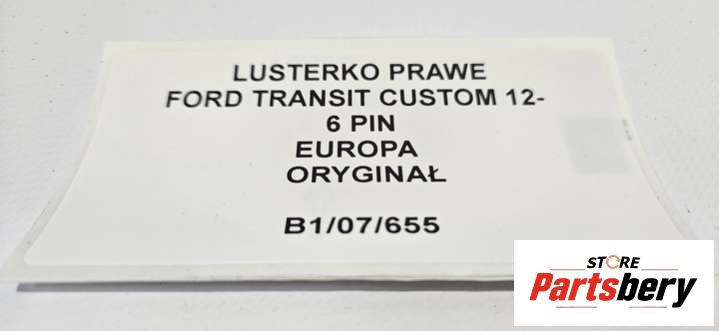 LUSTERKO PRAWE
FORD TRANSIT CUSTOM 12-
6 PIN
EUROPA
ORYGINAŁ
B1/07/655
STORE
Partsbery